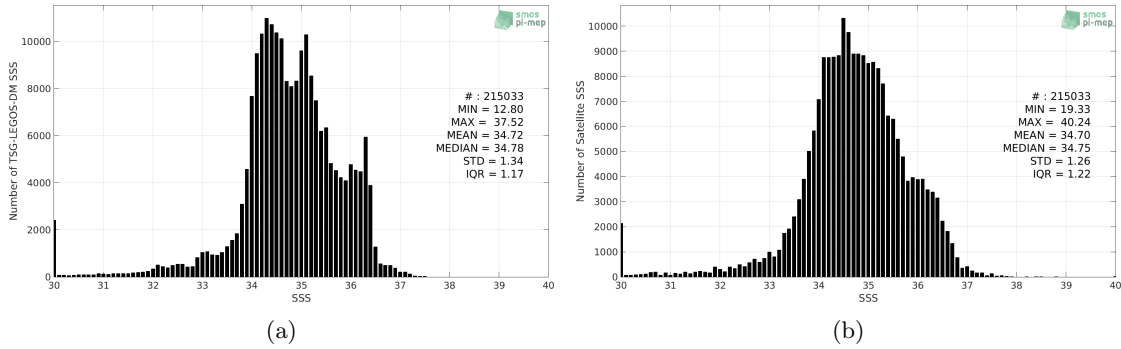 smos
pi-mep
Number of TSG-LEGOS-DM SSS
10000
8000
6000
4000
2000
0
# : 215033
MIN = 12.80
MAX = 37.52
MEAN = 34.72
MEDIAN = 34.78
STD = 1.34
IQR = 1.17
30 31 32 33 34 35 36 37 38 39 40
SSS
(a)
smos
pi-mep
Number of Satellite SSS
10000
9000
8000
7000
6000
5000
4000
3000
2000
1000
0
# : 215033
MIN = 19.33
MAX = 40.24
MEAN = 34.70
MEDIAN = 34.75
STD = 1.26
IQR = 1.22
30 31 32 33 34 35 36 37 38 39 40
SSS
(b)